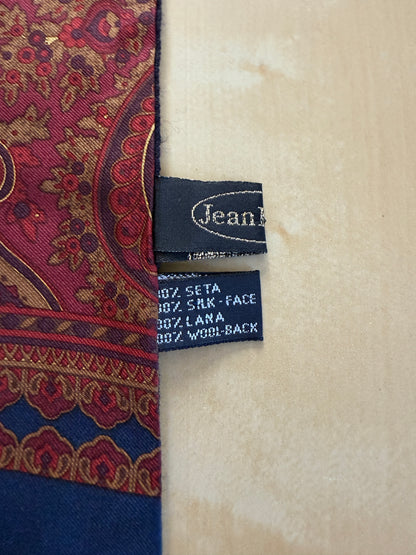 Jean
00% SETA
00% SILK-FACE
00% LANA
00% WOOL-BACK